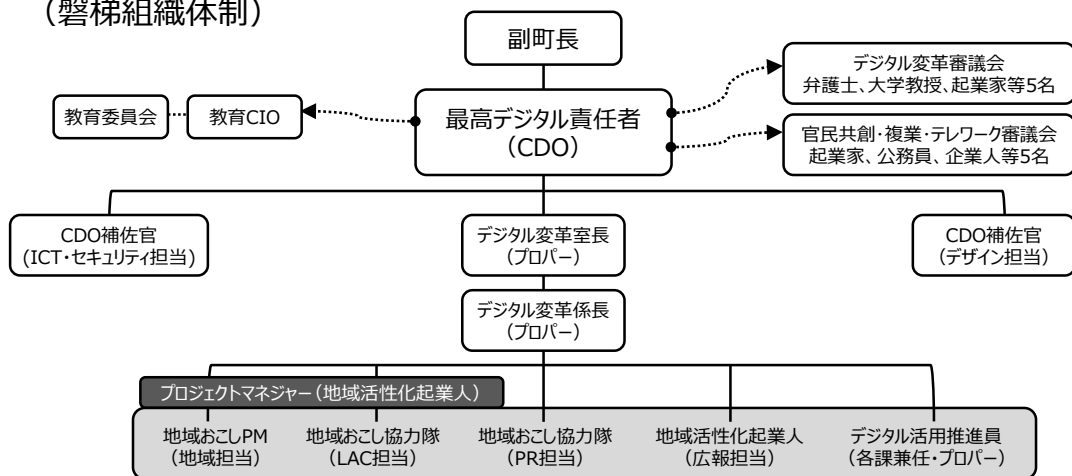 （磐梯組織体制）
副町長
デジタル変革審議会
弁護士、大学教授、起業家等5名
教育委員会
教育CIO
最高デジタル責任者
（CDO）
官民共創・複業・テレワーク審議会
起業家、公務員、企業人等5名
CDO補佐官
（ICT・セキュリティ担当）
デジタル変革室長
（プロパー）
CDO補佐官
（デザイン担当）
デジタル変革係長
（プロパー）
プロジェクトマネジャー（地域活性化起業人）
地域おこしPM
（地域担当）
地域おこし協力隊
（LAC担当）
地域おこし協力隊
（PR担当）
地域活性化起業人
（広報担当）
デジタル活用推進員
（各課兼任・プロパー）